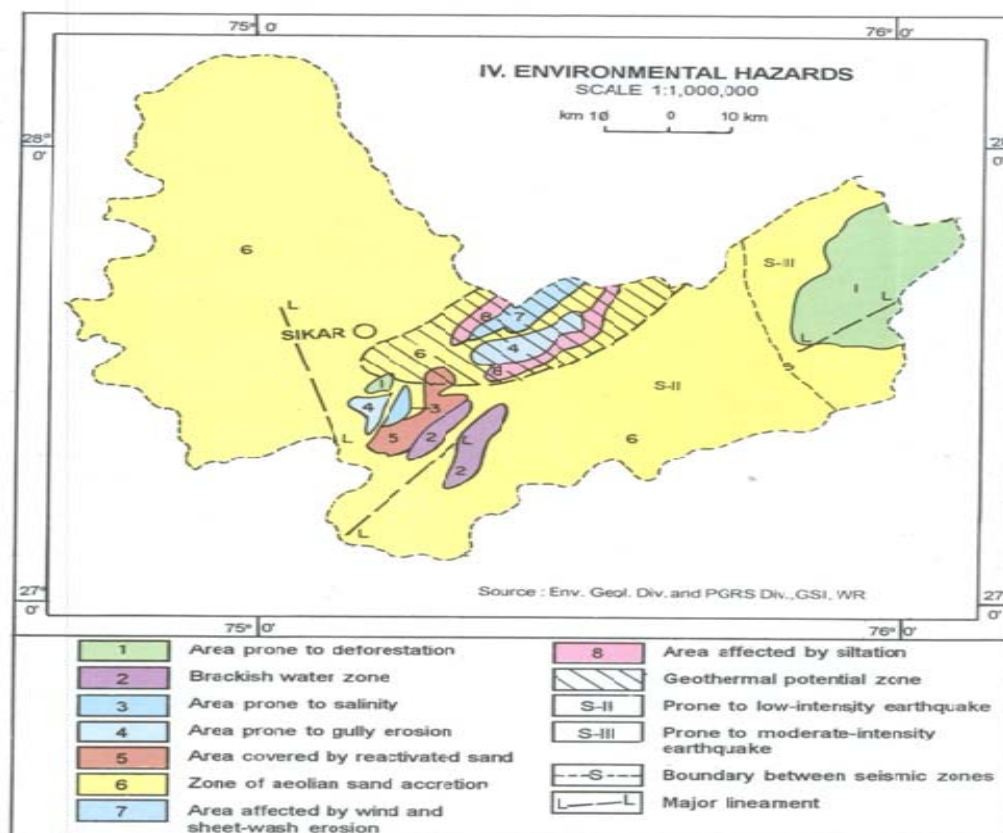 75° 0'
76° 0'
IV. ENVIRONMENTAL HAZARDS
SCALE 1:1,000,000
km 10 0 10 km
28°
0'
28
0'
6
S-III
1
L
L
L
SIKAR
8
7
6
4
8
S-II
S
1
4
3
L
5
2
L
6
2
L
27°
0'
Source : Env. Geol. Div. and PGRS Div., GSI, WR
27
0'
75° 0'
76° 0'
1 Area prone to deforestation
2 Brackish water zone
3 Area prone to salinity
4 Area prone to gully erosion
5 Area covered by reactivated sand
6 Zone of aeolian sand accretion
7 Area affected by wind and
sheet-wash erosion
8 Area affected by siltation
Geothermal potential zone
S-II Prone to low-intensity earthquake
S-III Prone to moderate-intensity
earthquake
S Boundary between seismic zones
L L Major lineament